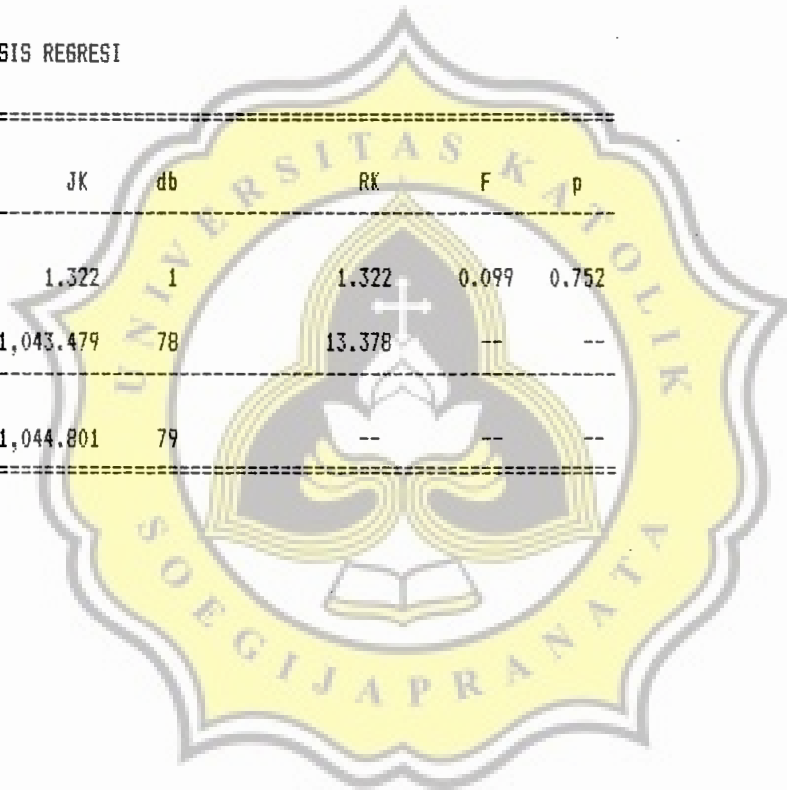 SIS REGRESI
==========================================================
JK db RK F p
----------------------------------------------------------
1.322 1 1.322 0.099 0.752
1,043.479 78 13.378 -- --
----------------------------------------------------------
1,044.801 79 -- -- --
==========================================================
UNIVERSITAS KATOLIK
SOEGIJAPRANATA